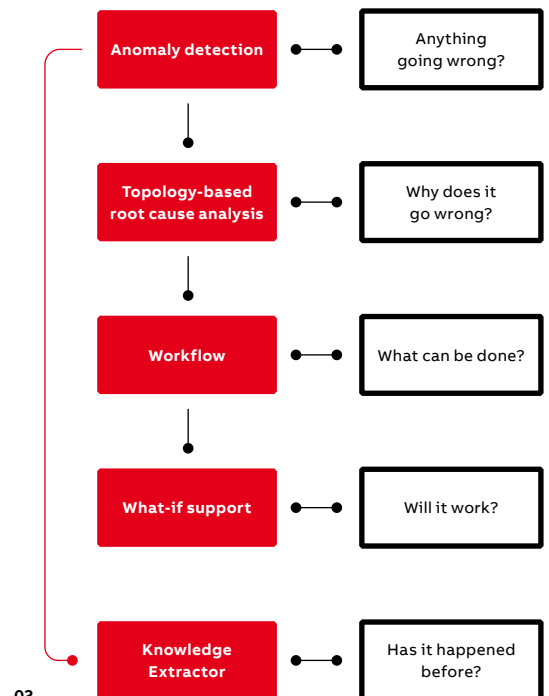 Anomaly detection
Anything
going wrong?
Topology-based
root cause analysis
Why does it
go wrong?
Workflow
What can be done?
What-if support
Will it work?
Knowledge
Extractor
Has it happened
before?